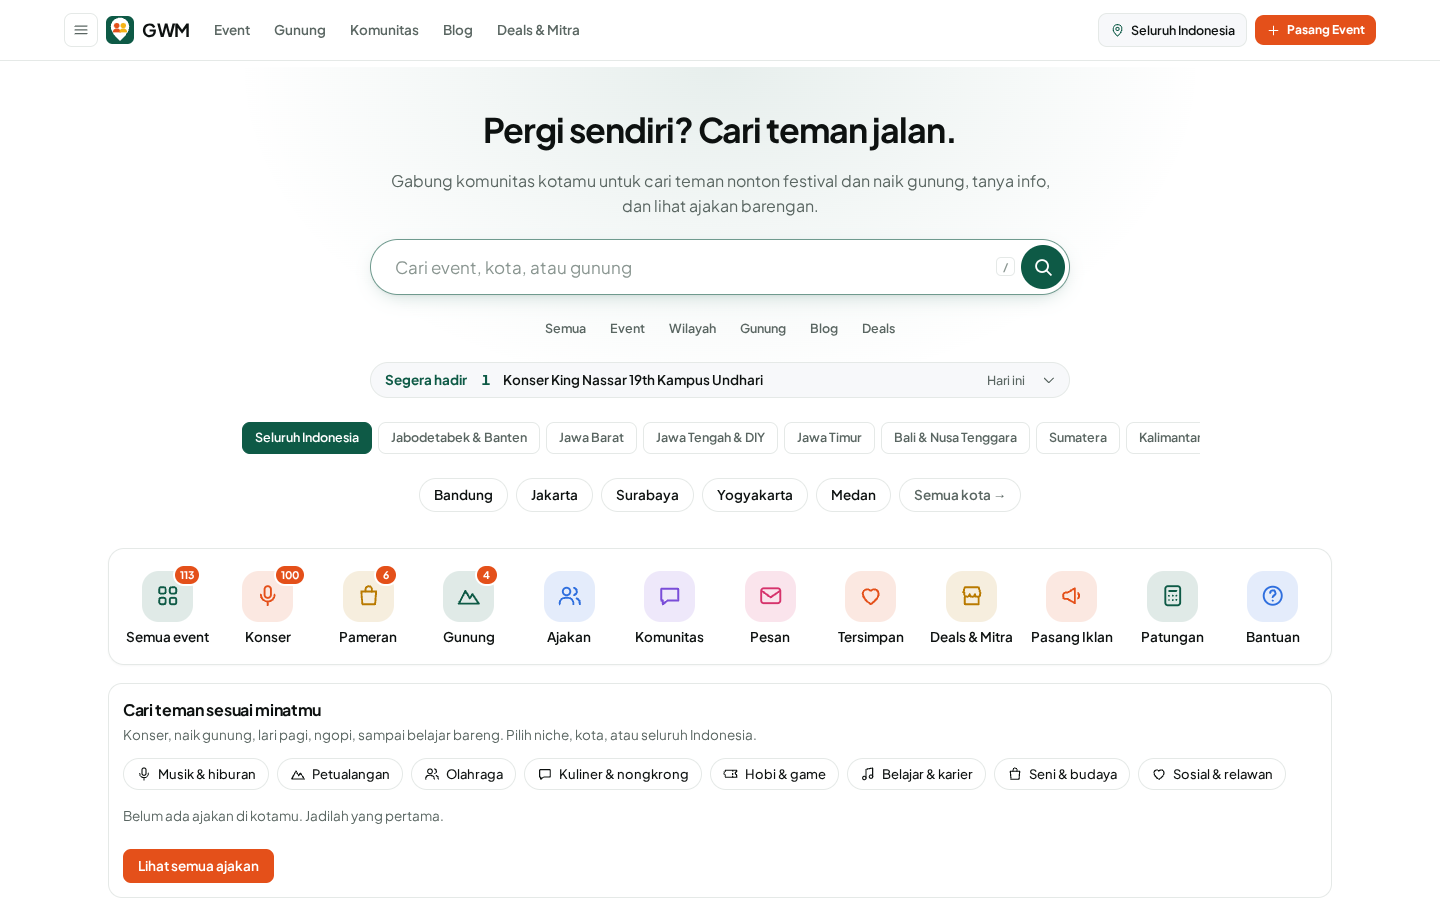 GWM
Event
Gunung
Komunitas
Blog
Deals & Mitra
Seluruh Indonesia
Pasang Event
Pergi sendiri? Cari teman jalan.
Gabung komunitas kotamu untuk cari teman nonton festival dan naik gunung, tanya info,
dan lihat ajakan barengan.
Cari event, kota, atau gunung
/
Semua
Event
Wilayah
Gunung
Blog
Deals
Segera hadir 1 Konser King Nassar 19th Kampus Undhari Hari ini
Seluruh Indonesia
Jabodetabek & Banten
Jawa Barat
Jawa Tengah & DIY
Jawa Timur
Bali & Nusa Tenggara
Sumatera
Kalimantan
Bandung
Jakarta
Surabaya
Yogyakarta
Medan
Semua kota →
113
100
6
4
Semua event
Konser
Pameran
Gunung
Ajakan
Komunitas
Pesan
Tersimpan
Deals & Mitra
Pasang Iklan
Patungan
Bantuan
Cari teman sesuai minatmu
Konser, naik gunung, lari pagi, ngopi, sampai belajar bareng. Pilih niche, kota, atau seluruh Indonesia.
Musik & hiburan
Petualangan
Olahraga
Kuliner & nongkrong
Hobi & game
Belajar & karier
Seni & budaya
Sosial & relawan
Belum ada ajakan di kotamu. Jadilah yang pertama.
Lihat semua ajakan